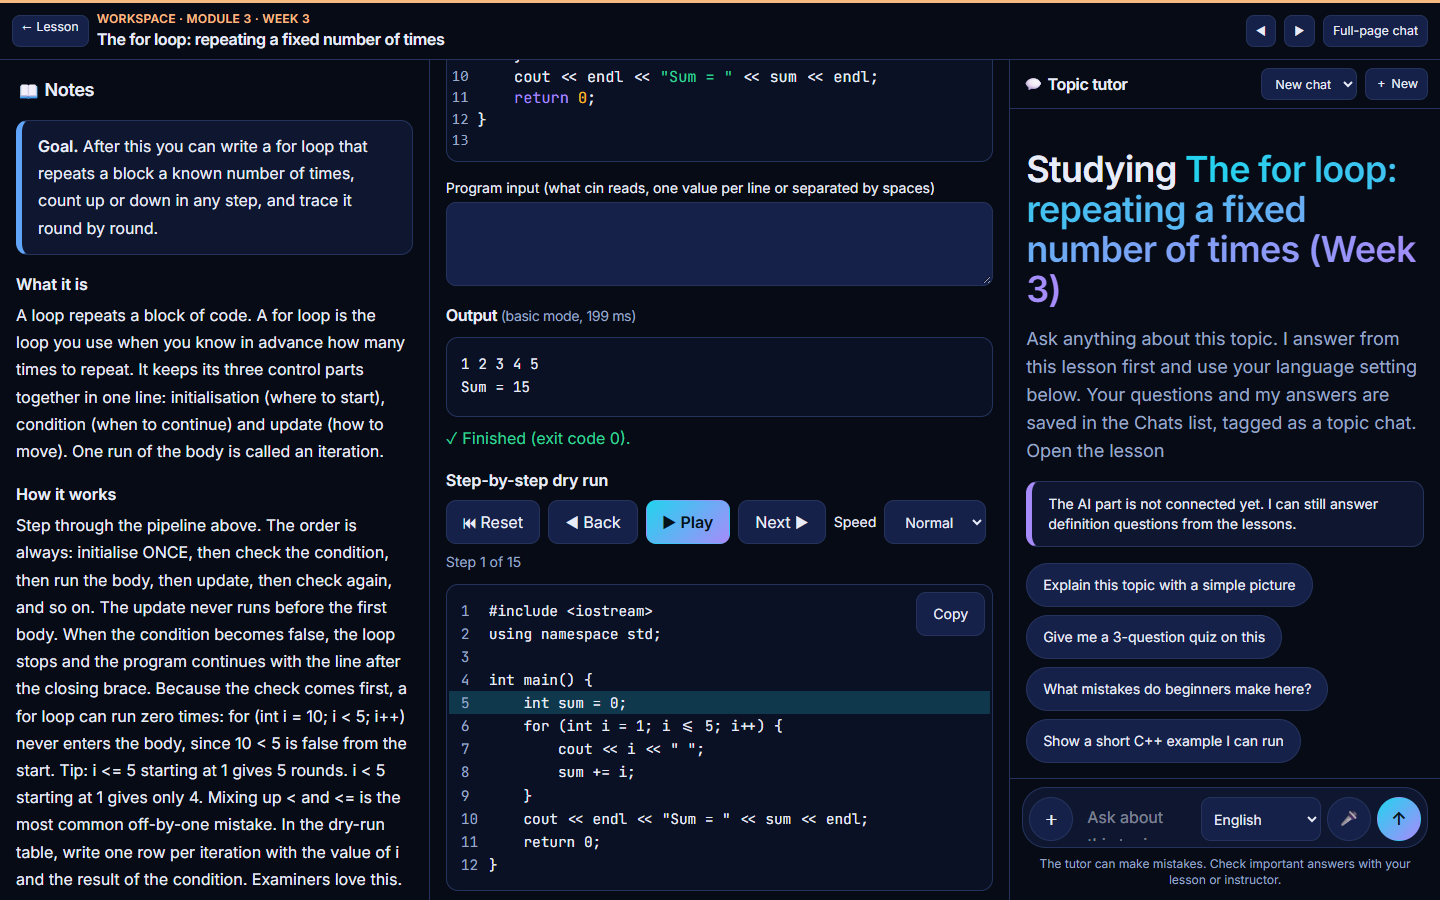 ← Lesson
WORKSPACE · MODULE 3 · WEEK 3
The for loop: repeating a fixed number of times
◀
▶
Full-page chat
📖 Notes
Goal. After this you can write a for loop that
repeats a block a known number of times,
count up or down in any step, and trace it
round by round.
What it is
A loop repeats a block of code. A for loop is the
loop you use when you know in advance how many
times to repeat. It keeps its three control parts
together in one line: initialisation (where to start),
condition (when to continue) and update (how to
move). One run of the body is called an iteration.
How it works
Step through the pipeline above. The order is
always: initialise ONCE, then check the condition,
then run the body, then update, then check again,
and so on. The update never runs before the first
body. When the condition becomes false, the loop
stops and the program continues with the line after
the closing brace. Because the check comes first, a
for loop can run zero times: for (int i = 10; i < 5; i++)
never enters the body, since 10 < 5 is false from the
start. Tip: i <= 5 starting at 1 gives 5 rounds. i < 5
starting at 1 gives only 4. Mixing up < and <= is the
most common off-by-one mistake. In the dry-run
table, write one row per iteration with the value of i
and the result of the condition. Examiners love this.
10 cout << endl << "Sum = " << sum << endl;
11 return 0;
12 }
13
Program input (what cin reads, one value per line or separated by spaces)
Output (basic mode, 199 ms)
1 2 3 4 5
Sum = 15
✓ Finished (exit code 0).
Step-by-step dry run
⏮ Reset
◀ Back
▶ Play
Next ▶
Speed
Normal
Step 1 of 15
Copy
1 #include <iostream>
2 using namespace std;
3
4 int main() {
5 int sum = 0;
6 for (int i = 1; i <= 5; i++) {
7 cout << i << " ";
8 sum += i;
9 }
10 cout << endl << "Sum = " << sum << endl;
11 return 0;
12 }
💬 Topic tutor
New chat
+ New
Studying The for loop:
repeating a fixed
number of times (Week
3)
Ask anything about this topic. I answer from
this lesson first and use your language setting
below. Your questions and my answers are
saved in the Chats list, tagged as a topic chat.
Open the lesson
The AI part is not connected yet. I can still answer
definition questions from the lessons.
Explain this topic with a simple picture
Give me a 3-question quiz on this
What mistakes do beginners make here?
Show a short C++ example I can run
+
Ask about
English
↑
The tutor can make mistakes. Check important answers with your
lesson or instructor.